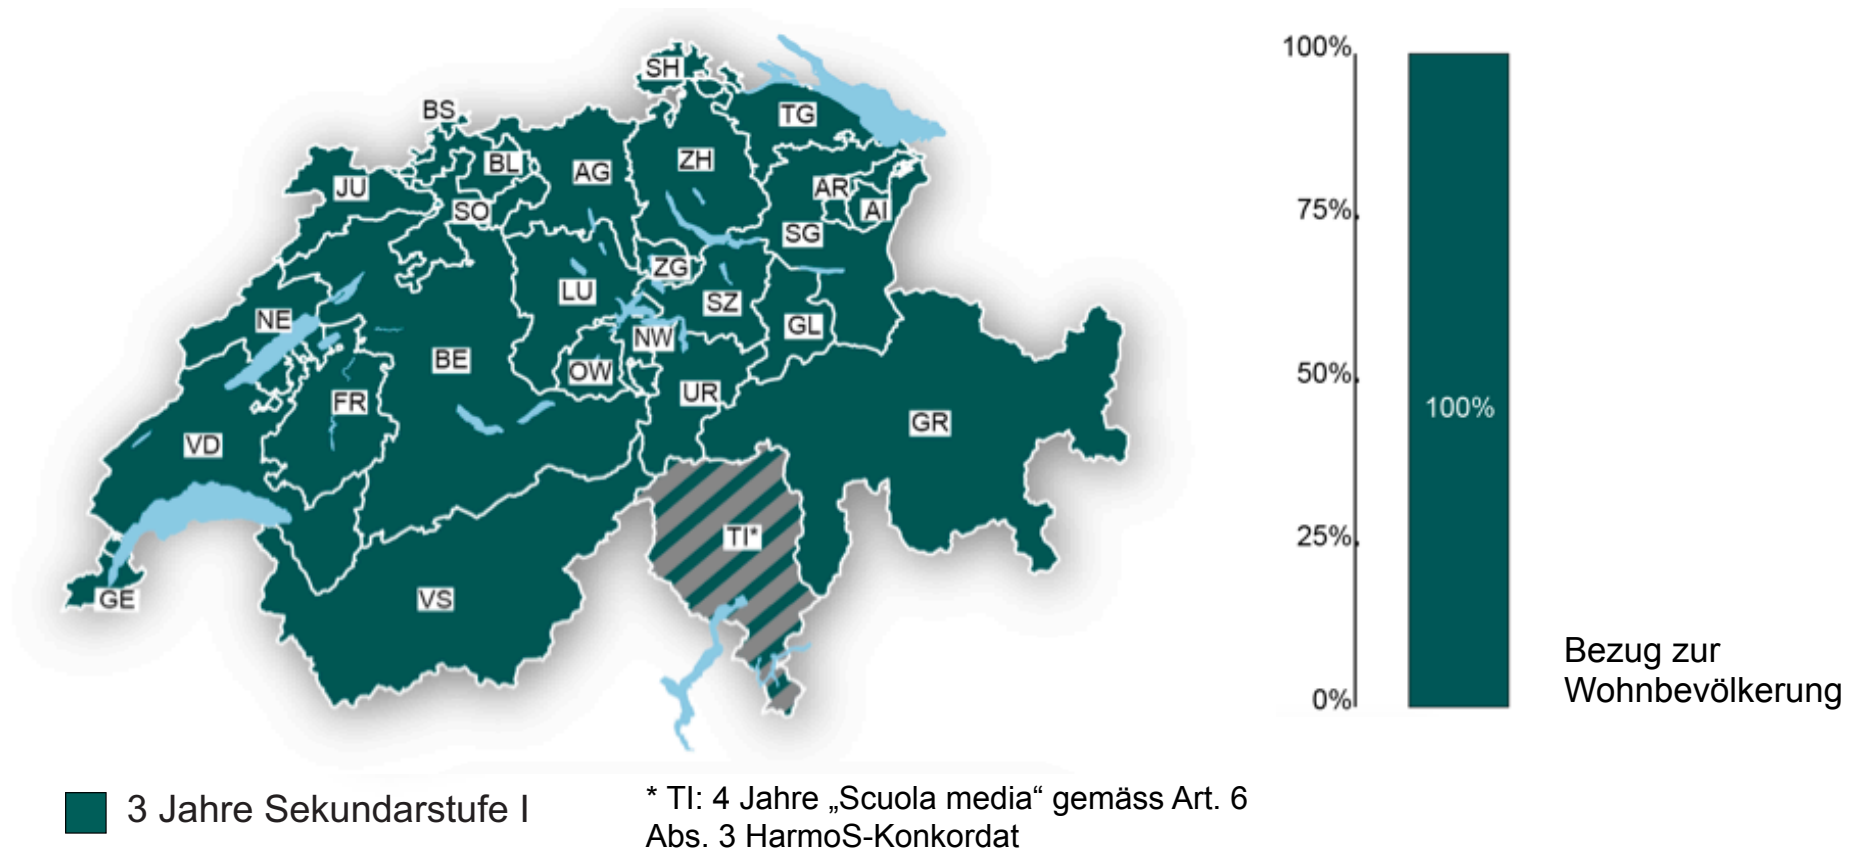 SH
BS
TG
BL
AG
ZH
JU
AR
SO
AI
SG
ZG
LU
SZ
NE
GL
NW
BE
OW
UR
FR
GR
VD
TI*
GE
VS
100%
75%
50%
25%
0%
100%
Bezug zur
Wohnbevölkerung
3 Jahre Sekundarstufe I
* TI: 4 Jahre „Scuola media“ gemäss Art. 6
Abs. 3 HarmoS-Konkordat